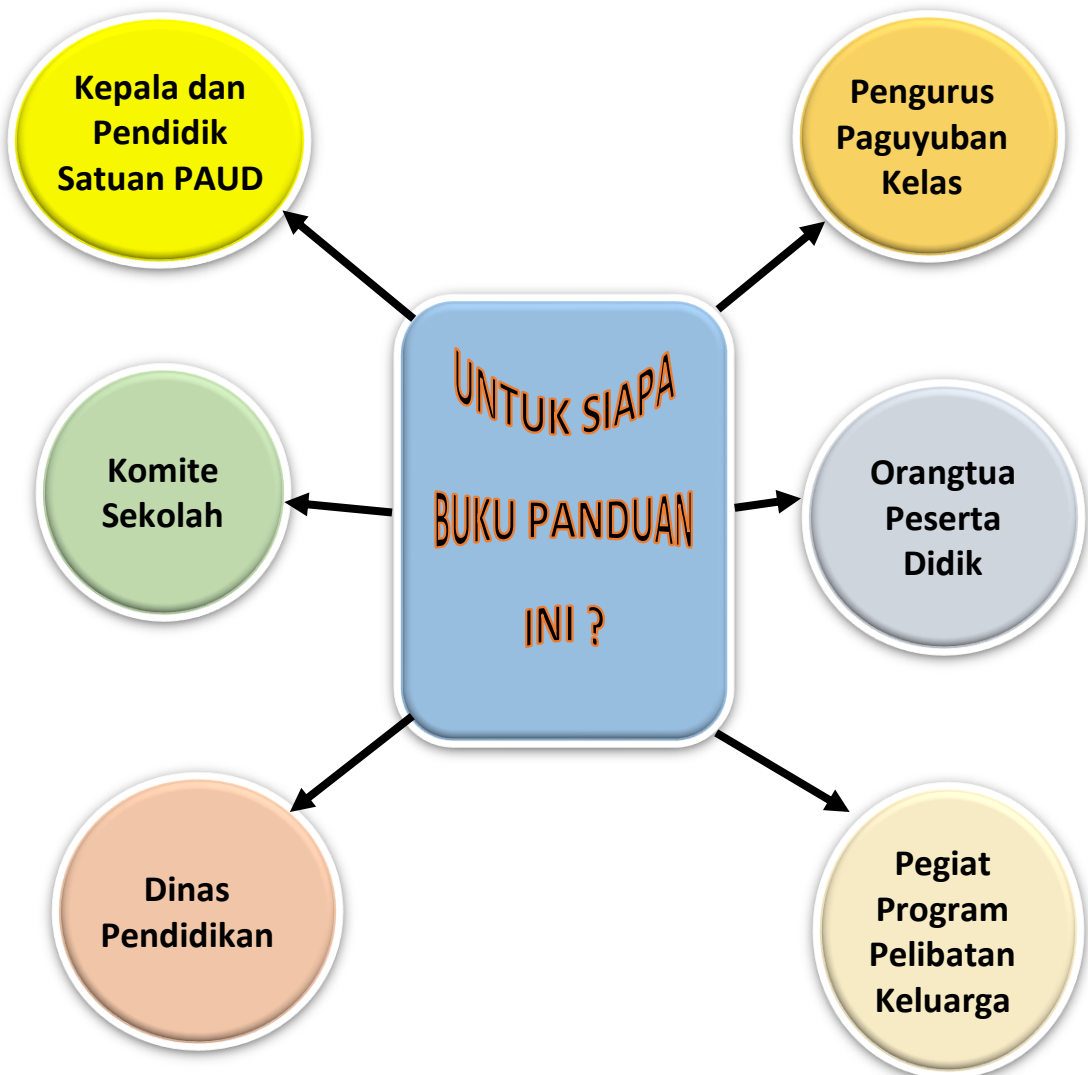 Kepala dan
Pendidik
Satuan PAUD
Pengurus
Paguyuban
Kelas
UNTUK SIAPA
BUKU PANDUAN
INI ?
Komite
Sekolah
Orangtua
Peserta
Didik
Dinas
Pendidikan
Pegiat
Program
Pelibatan
Keluarga